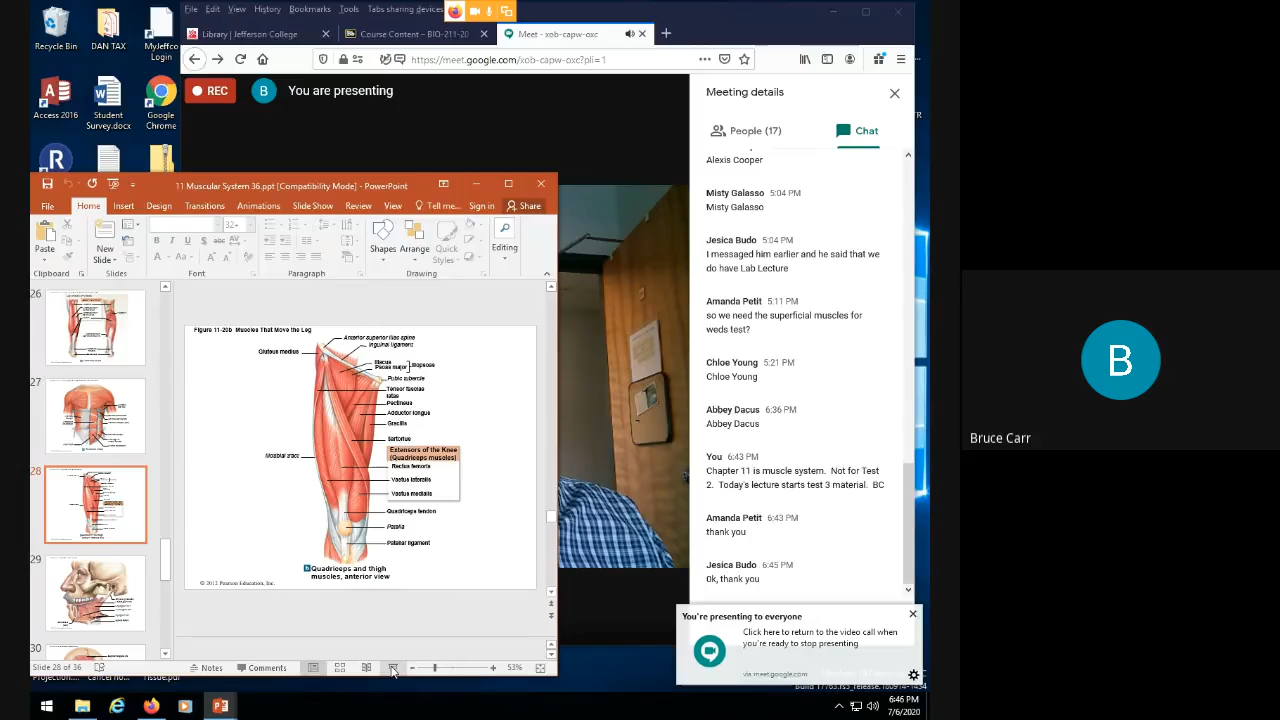 File Edit View History Bookmarks Tools Tabs sharing devices
Library | Jefferson College
Course Content – BIO-211-20
Meet - xob-capw-oxc
https://meet.google.com/xob-capw-oxc?pli=1
Recycle Bin
DAN TAX
MyJeffco Login
Access 2016
Student Survey.docx
Google Chrome
REC
B
You are presenting
Meeting details
People (17)
Chat
Alexis Cooper
Misty Galasso 5:04 PM
Misty Galasso
Jesica Budo 5:04 PM
I messaged him earlier and he said that we
do have Lab Lecture
Amanda Petit 5:11 PM
so we need the superficial muscles for
weds test?
Chloe Young 5:21 PM
Chloe Young
Abbey Dacus 6:36 PM
Abbey Dacus
You 6:43 PM
Chapter 11 is muscle system. Not for Test
2. Today's lecture starts test 3 material. BC
Amanda Petit 6:43 PM
thank you
Jesica Budo 6:45 PM
Ok, thank you
You're presenting to everyone
Click here to return to the video call when
you're ready to stop presenting
via meet.google.com
11 Muscular System 36.ppt [Compatibility Mode] - PowerPoint
File Home Insert Design Transitions Animations Slide Show Review View Tell me... Sign in Share
Paste
New Slide
32+
Shapes
Arrange
Quick Styles
Editing
Clipboard
Slides
Font
Paragraph
Drawing
26
27
28
29
30
Figure 11-20b Muscles That Move the Leg
Anterior superior iliac spine
Inguinal ligament
Gluteus medius
Iliacus
Psoas major
Iliopsoas
Pubic tubercle
Tensor fasciae
latae
Pectineus
Adductor longus
Gracilis
Sartorius
Extensors of the Knee
(Quadriceps muscles)
Iliotibial tract
Rectus femoris
Vastus lateralis
Vastus medialis
Quadriceps tendon
Patella
Patellar ligament
b Quadriceps and thigh
muscles, anterior view
© 2012 Pearson Education, Inc.
Slide 28 of 36
Notes
Comments
53%
6:46 PM
7/6/2020
B
Bruce Carr